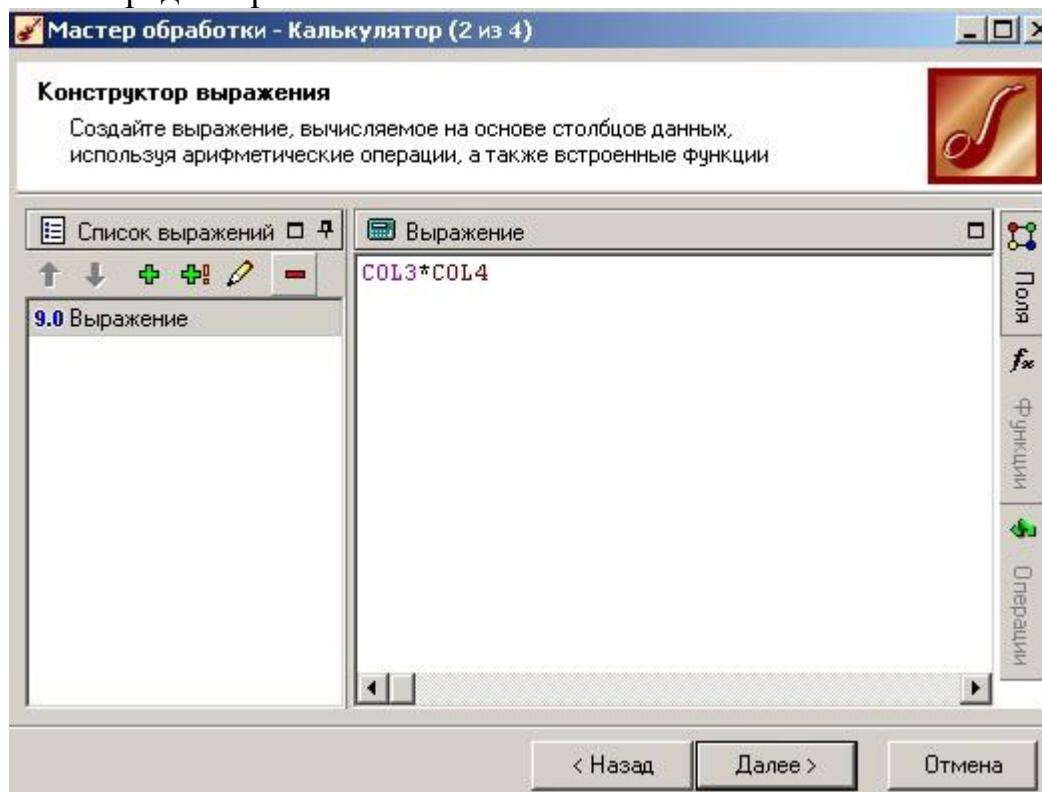 Мастер обработки - Калькулятор (2 из 4)
Конструктор выражения
Создайте выражение, вычисляемое на основе столбцов данных,
используя арифметические операции, а также встроенные функции
Список выражений
Выражение
COL3*COL4
9.0 Выражение
Поля
fx
Функции
Операции
< Назад
Далее >
Отмена